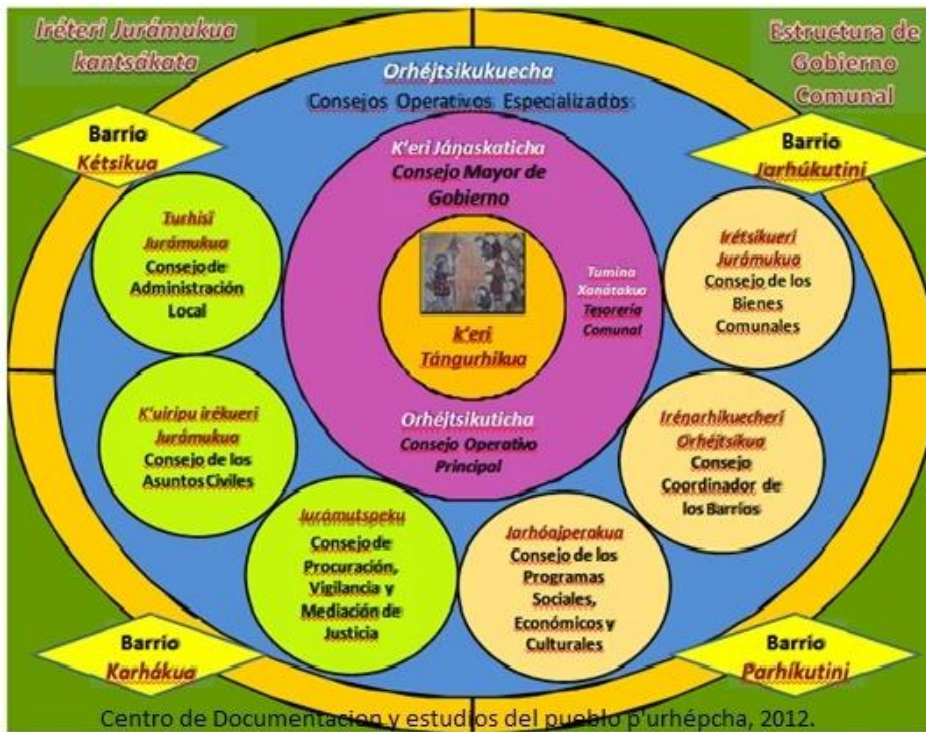 Iréteri Jurámukua
kantsákata
Estructura de
Gobierno
Comunal
Orhéjtsikukuecha
Consejos Operativos Especializados
Barrio
Kétsikua
Barrio
Jarhúkutini
K'eri Jáṇaskaticha
Consejo Mayor de
Gobierno
Tumina
Xanátakua
Tesorería
Comunal
k'eri
Tángurhikua
Orhéjtsikuticha
Consejo Operativo
Principal
Turhisi
Jurámukua
Consejo de
Administración
Local
K'uiripu irékueri
Jurámukua
Consejo de los
Asuntos Civiles
Jurámutspeku
Consejo de
Procuración,
Vigilancia y
Mediación de
Justicia
Jarhóajperakua
Consejo de los
Programas
Sociales,
Económicos y
Culturales
Iréṇarhikuecheri
Orhéjtsíkua
Consejo
Coordinador de
los Barrios
Irétsikueri
Jurámukua
Consejo de los
Bienes
Comunales
Barrio
Karhákua
Barrio
Parhíkutini
Centro de Documentacion y estudios del pueblo p'urhépcha, 2012.